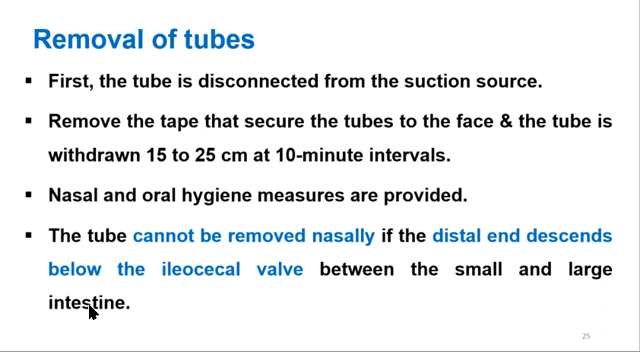 Removal of tubes
▪ First, the tube is disconnected from the suction source.
▪ Remove the tape that secure the tubes to the face & the tube is
withdrawn 15 to 25 cm at 10-minute intervals.
▪ Nasal and oral hygiene measures are provided.
▪ The tube cannot be removed nasally if the distal end descends
below the ileocecal valve between the small and large
intestine.
25